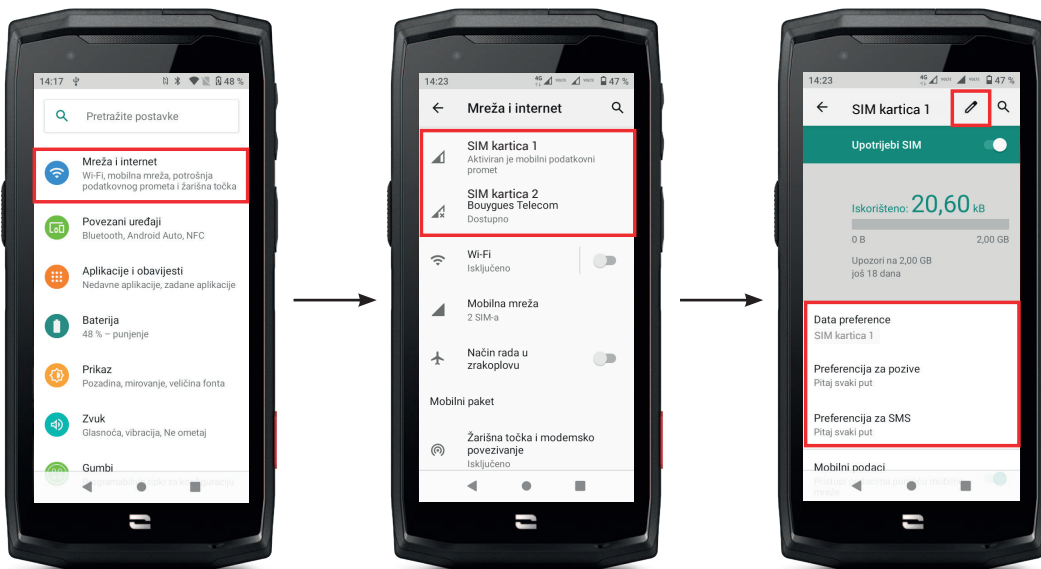 14:17 48 %
Pretražite postavke
Mreža i internet
Wi-Fi, mobilna mreža, potrošnja
podatkovnog prometa i žarišna točka
Povezani uređaji
Bluetooth, Android Auto, NFC
Aplikacije i obavijesti
Nedavne aplikacije, zadane aplikacije
Baterija
48 % – punjenje
Prikaz
Pozadina, mirovanje, veličina fonta
Zvuk
Glasnoća, vibracija, Ne ometaj
Gumbi
14:23 4G VoLTE VoLTE 47 %
Mreža i internet
SIM kartica 1
Aktiviran je mobilni podatkovni
promet
SIM kartica 2
Bouygues Telecom
Dostupno
Wi-Fi
Isključeno
Mobilna mreža
2 SIM-a
Način rada u
zrakoplovu
Mobilni paket
Žarišna točka i modemsko
povezivanje
Isključeno
14:23 4G VoLTE VoLTE 47 %
SIM kartica 1
Upotrijebi SIM
Iskorišteno: 20,60 kB
0 B 2,00 GB
Upozori na 2,00 GB
još 18 dana
Data preference
SIM kartica 1
Preferencija za pozive
Pitaj svaki put
Preferencija za SMS
Pitaj svaki put
Mobilni podaci